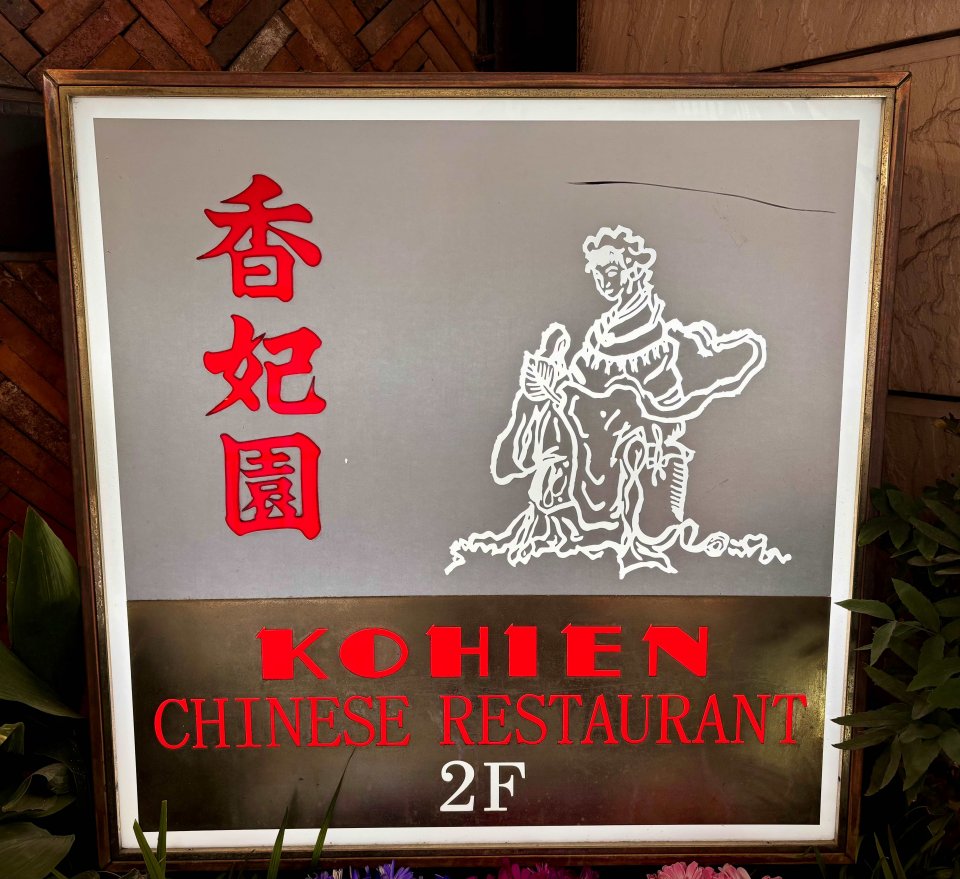 香妃園
KOHIEN
CHINESE RESTAURANT
2F